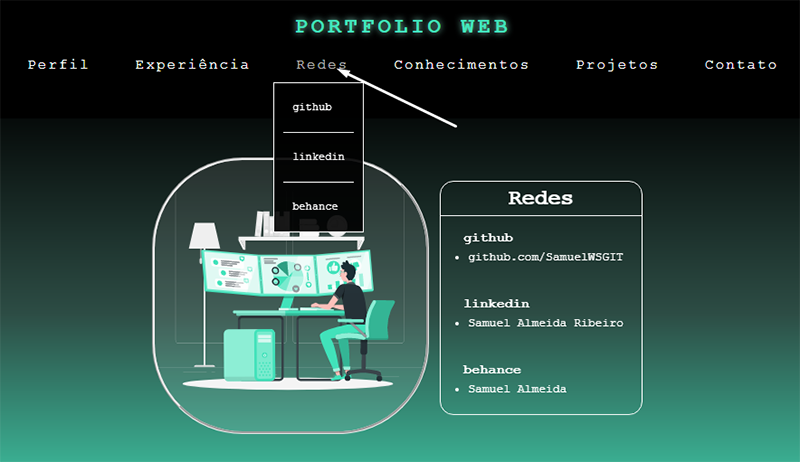 PORTFOLIO WEB
Perfil Experiência Redes Conhecimentos Projetos Contato
github
linkedin
behance
Redes
github
• github.com/SamuelWSGIT
linkedin
• Samuel Almeida Ribeiro
behance
• Samuel Almeida